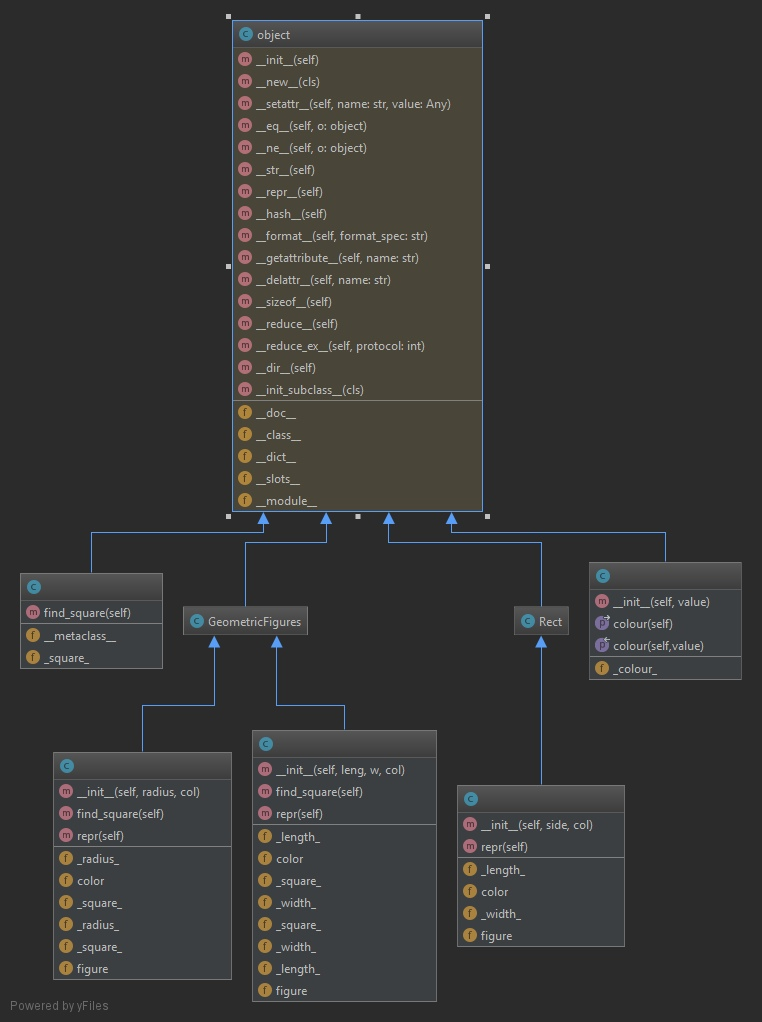 object
__init__(self)
__new__(cls)
__setattr__(self, name: str, value: Any)
__eq__(self, o: object)
__ne__(self, o: object)
__str__(self)
__repr__(self)
__hash__(self)
__format__(self, format_spec: str)
__getattribute__(self, name: str)
__delattr__(self, name: str)
__sizeof__(self)
__reduce__(self)
__reduce_ex__(self, protocol: int)
__dir__(self)
__init_subclass__(cls)
__doc__
__class__
__dict__
__slots__
__module__
find_square(self)
__metaclass__
_square_
GeometricFigures
Rect
__init__(self, value)
colour(self)
colour(self,value)
_colour_
__init__(self, radius, col)
find_square(self)
repr(self)
_radius_
color
_square_
_radius_
_square_
figure
__init__(self, leng, w, col)
find_square(self)
repr(self)
_length_
color
_square_
_width_
_square_
_width_
_length_
figure
__init__(self, side, col)
repr(self)
_length_
color
_width_
figure
Powered by yFiles